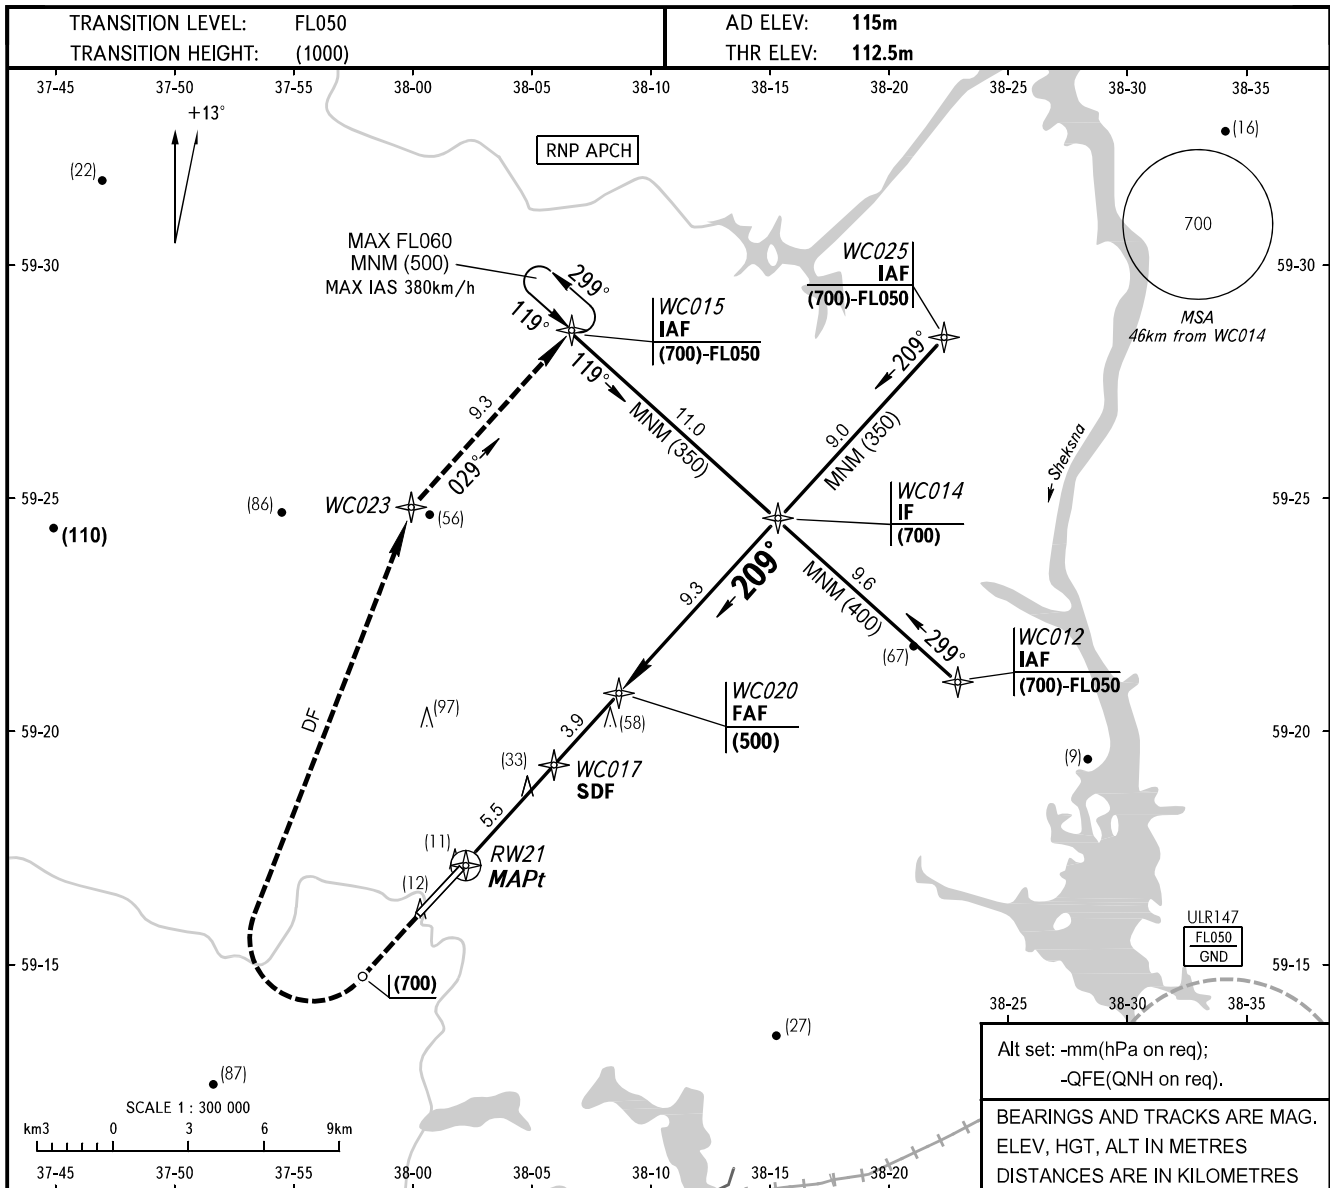 TRANSITION LEVEL: FL050
TRANSITION HEIGHT: (1000)
AD ELEV: 115m
THR ELEV: 112.5m
37-45 37-50 37-55 38-00 38-05 38-10 38-15 38-20 38-25 38-30 38-35
+13°
RNP APCH
(16)
(22)
700
MSA
46km from WC014
MAX FL060
MNM (500)
MAX IAS 380km/h
299°
119°
WC025
IAF
(700)-FL050
59-30
59-30
WC015
IAF
(700)-FL050
209°
119°
MNM (350)
11.0
9.0
MNM (350)
9.3
029°
Sheksna
59-25
59-25
WC023
(86)
(56)
(110)
WC014
IF
(700)
209°
9.3
9.6
MNM (400)
299°
(67)
WC012
IAF
(700)-FL050
WC020
FAF
(500)
(97)
(58)
DF
3.9
59-20
59-20
(33)
WC017
SDF
(9)
5.5
(11)
RW21
MAPt
(12)
ULR147
FL050
GND
59-15
59-15
(700)
38-25 38-30 38-35
(27)
(87)
Alt set: -mm(hPa on req);
-QFE(QNH on req).
SCALE 1 : 300 000
km3 0 3 6 9km
BEARINGS AND TRACKS ARE MAG.
ELEV, HGT, ALT IN METRES
DISTANCES ARE IN KILOMETRES
37-45 37-50 37-55 38-00 38-05 38-10 38-15 38-20